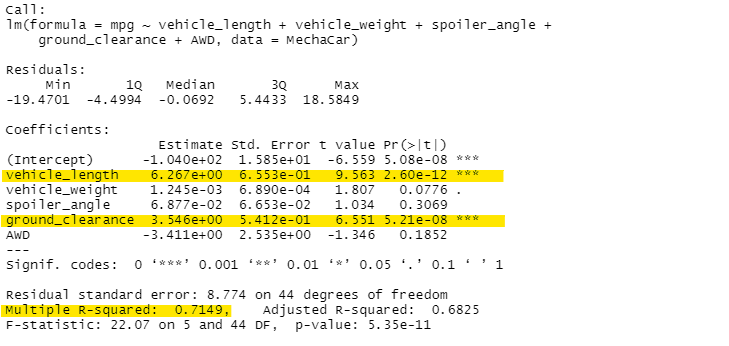 Call:
lm(formula = mpg ~ vehicle_length + vehicle_weight + spoiler_angle +
    ground_clearance + AWD, data = MechaCar)

Residuals:
     Min       1Q   Median       3Q      Max
-19.4701  -4.4994  -0.0692   5.4433  18.5849

Coefficients:
                   Estimate Std. Error t value Pr(>|t|)
(Intercept)      -1.040e+02  1.585e+01  -6.559 5.08e-08 ***
vehicle_length    6.267e+00  6.553e-01   9.563 2.60e-12 ***
vehicle_weight    1.245e-03  6.890e-04   1.807   0.0776 .
spoiler_angle     6.877e-02  6.653e-02   1.034   0.3069
ground_clearance  3.546e+00  5.412e-01   6.551 5.21e-08 ***
AWD              -3.411e+00  2.535e+00  -1.346   0.1852
---
Signif. codes:  0 ‘***’ 0.001 ‘**’ 0.01 ‘*’ 0.05 ‘.’ 0.1 ‘ ’ 1

Residual standard error: 8.774 on 44 degrees of freedom
Multiple R-squared:  0.7149,    Adjusted R-squared:  0.6825
F-statistic: 22.07 on 5 and 44 DF,  p-value: 5.35e-11